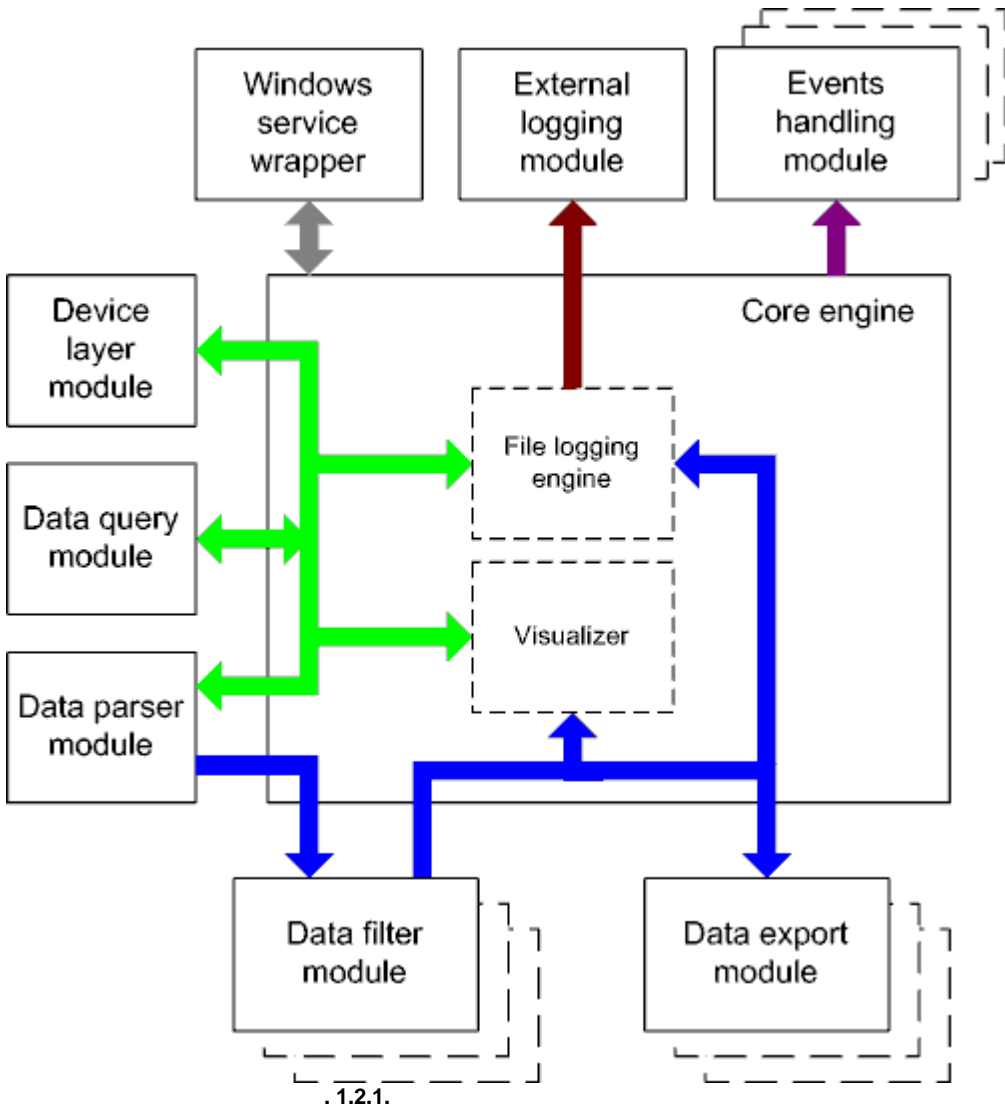 Windows
service
wrapper
External
logging
module
Events
handling
module
Device
layer
module
Core engine
File logging
engine
Data query
module
Visualizer
Data parser
module
Data filter
module
Data export
module
. 1.2.1.